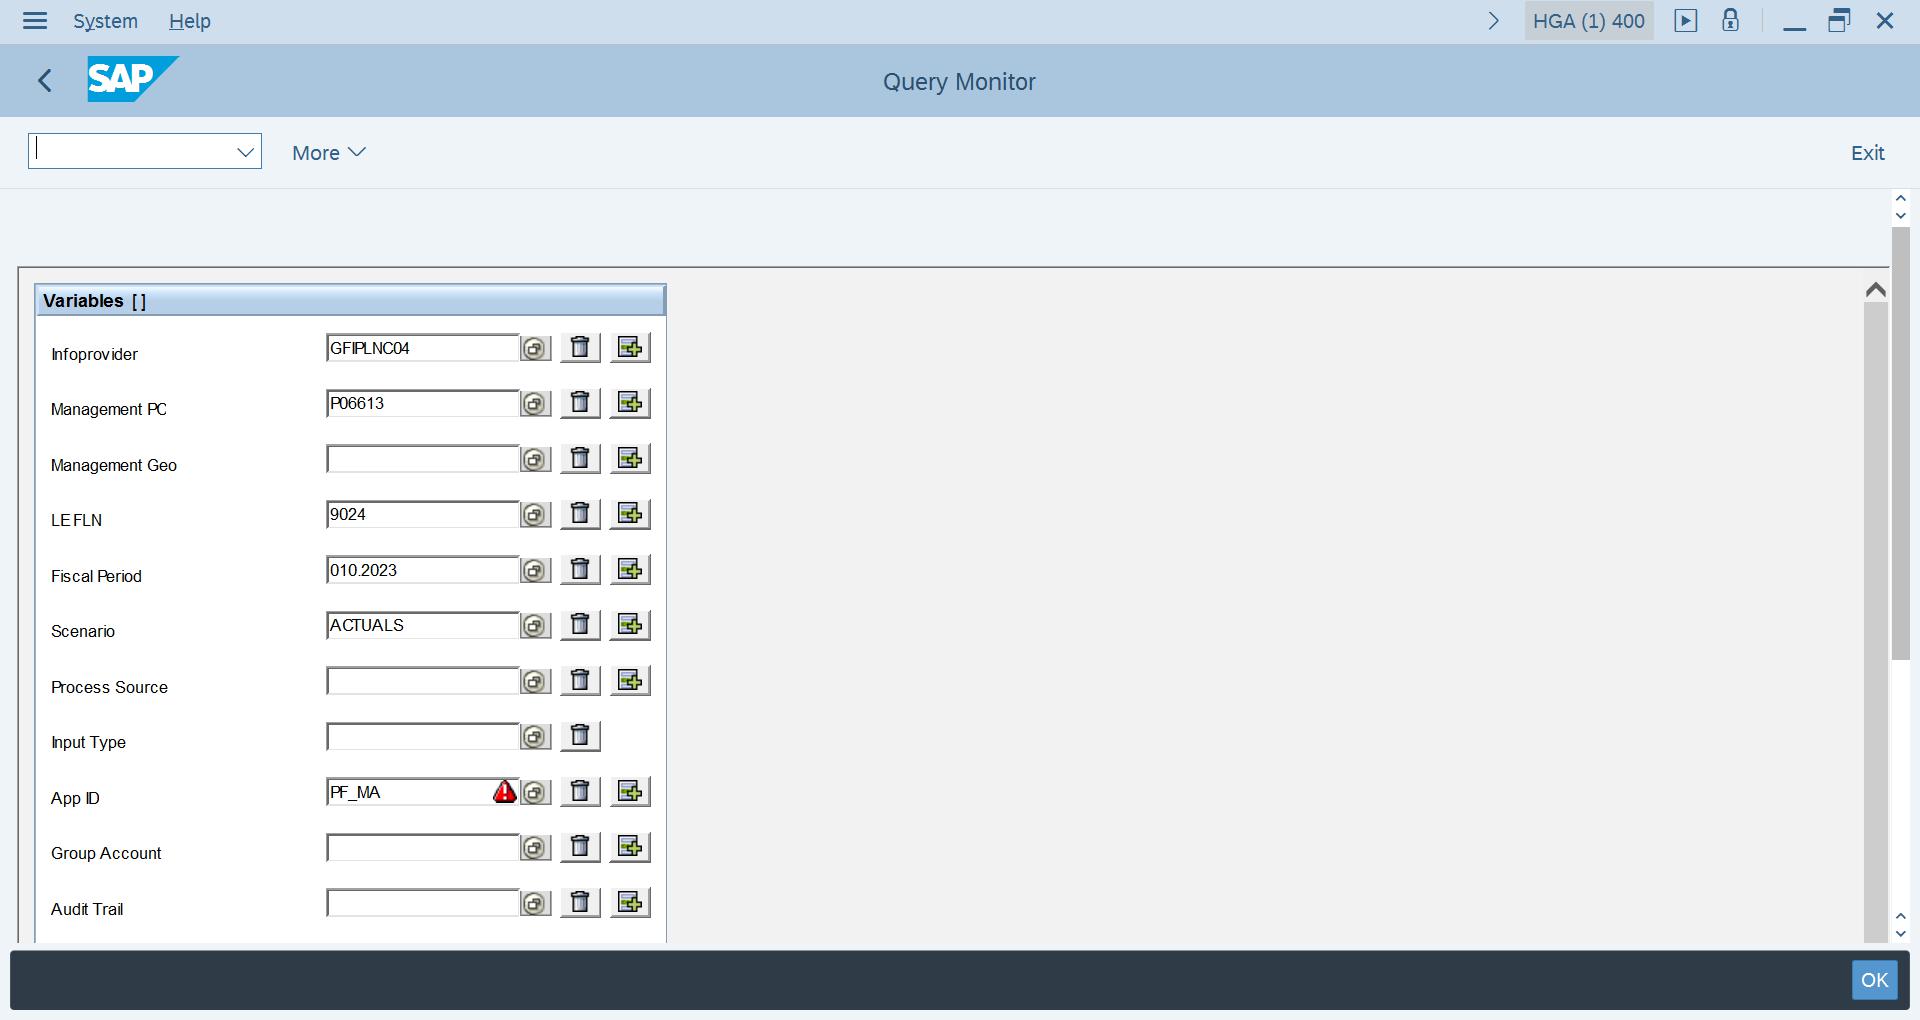 System Help HGA (1) 400
SAP Query Monitor
More Exit
Variables []
Infoprovider GFIPLNC04
Management PC P06613
Management Geo
LE FLN 9024
Fiscal Period 010.2023
Scenario ACTUALS
Process Source
Input Type
App ID PF_MA
Group Account
Audit Trail
OK